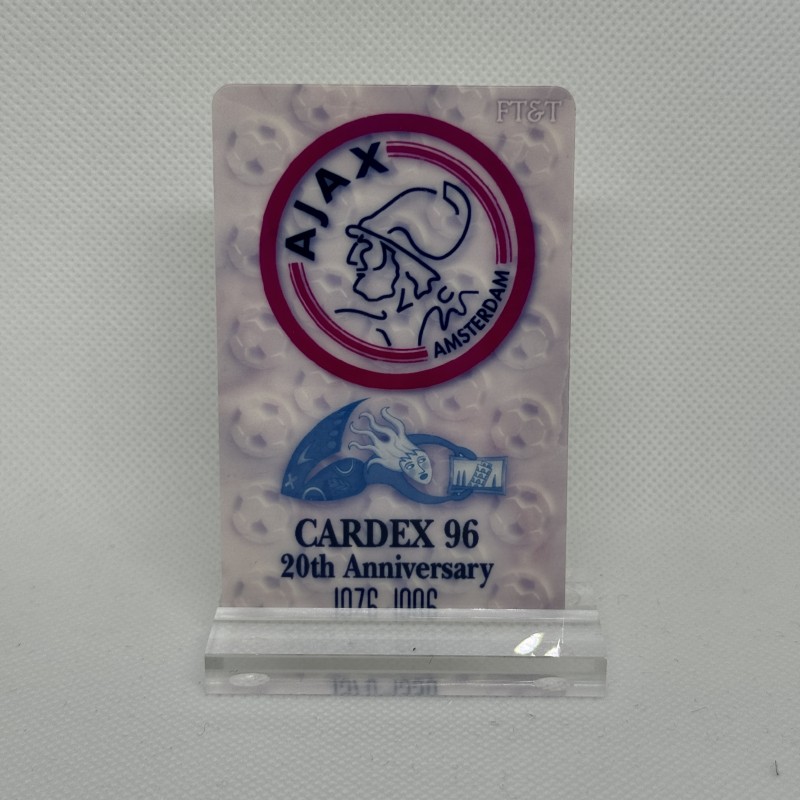 FT&T
AJAX
AMSTERDAM
CARDEX 96
20th Anniversary
1976 1996